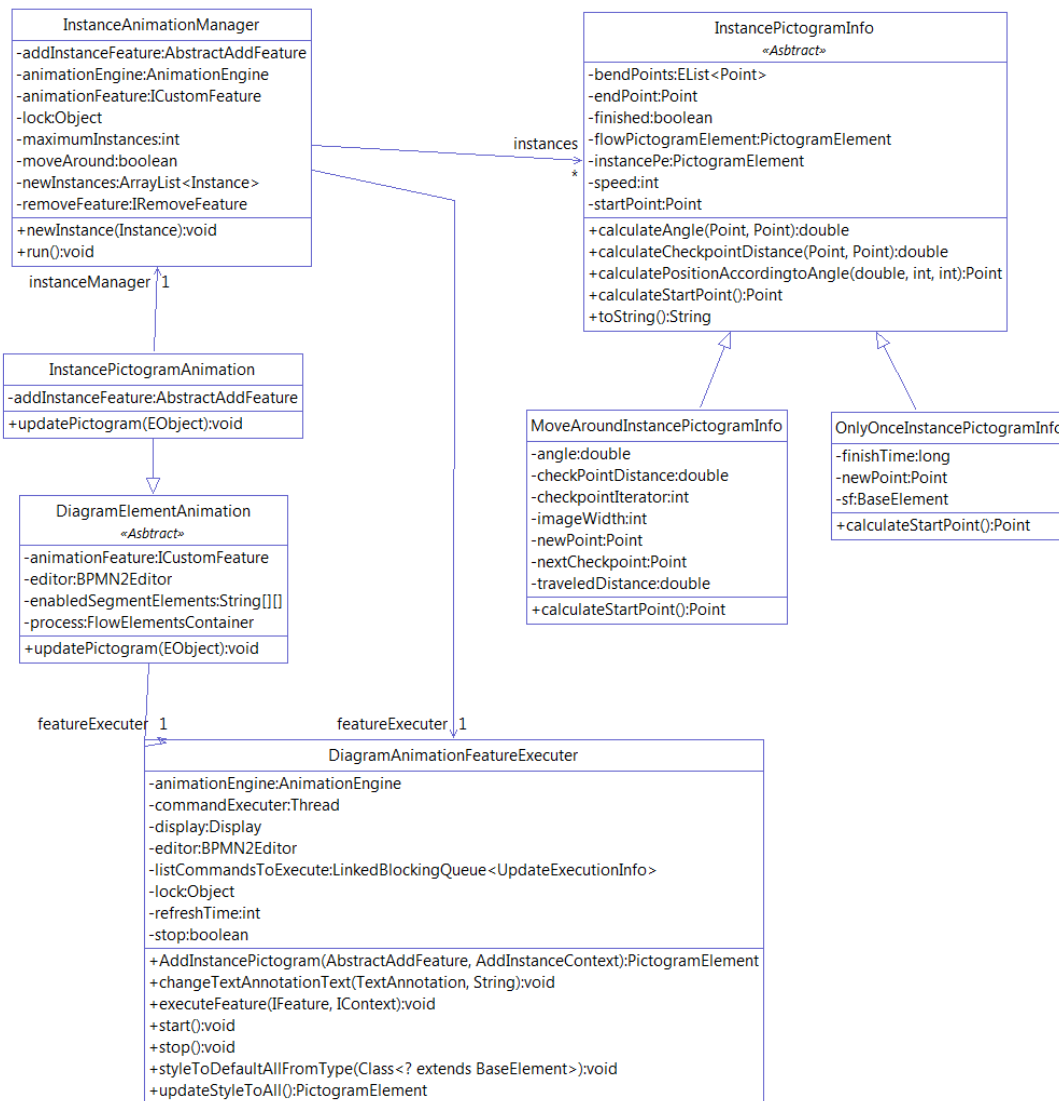 InstanceAnimationManager
-addInstanceFeature:AbstractAddFeature
-animationEngine:AnimationEngine
-animationFeature:ICustomFeature
-lock:Object
-maximumInstances:int
-moveAround:boolean
-newInstances:ArrayList<Instance>
-removeFeature:IRemoveFeature
+newInstance(Instance):void
+run():void
instances
*
InstancePictogramInfo
«Asbtract»
-bendPoints:EList<Point>
-endPoint:Point
-finished:boolean
-flowPictogramElement:PictogramElement
-instancePe:PictogramElement
-speed:int
-startPoint:Point
+calculateAngle(Point, Point):double
+calculateCheckpointDistance(Point, Point):double
+calculatePositionAccordingtoAngle(double, int, int):Point
+calculateStartPoint():Point
+toString():String
instanceManager 1
InstancePictogramAnimation
-addInstanceFeature:AbstractAddFeature
+updatePictogram(EObject):void
MoveAroundInstancePictogramInfo
-angle:double
-checkPointDistance:double
-checkpointIterator:int
-imageWidth:int
-newPoint:Point
-nextCheckpoint:Point
-traveledDistance:double
+calculateStartPoint():Point
OnlyOnceInstancePictogramInfo
-finishTime:long
-newPoint:Point
-sf:BaseElement
+calculateStartPoint():Point
DiagramElementAnimation
«Asbtract»
-animationFeature:ICustomFeature
-editor:BPMN2Editor
-enabledSegmentElements:String[][]
-process:FlowElementsContainer
+updatePictogram(EObject):void
featureExecuter 1
featureExecuter 1
DiagramAnimationFeatureExecuter
-animationEngine:AnimationEngine
-commandExecuter:Thread
-display:Display
-editor:BPMN2Editor
-listCommandsToExecute:LinkedBlockingQueue<UpdateExecutionInfo>
-lock:Object
-refreshTime:int
-stop:boolean
+AddInstancePictogram(AbstractAddFeature, AddInstanceContext):PictogramElement
+changeTextAnnotationText(TextAnnotation, String):void
+executeFeature(IFeature, IContext):void
+start():void
+stop():void
+styleToDefaultAllFromType(Class<? extends BaseElement>):void
+updateStyleToAll():PictogramElement